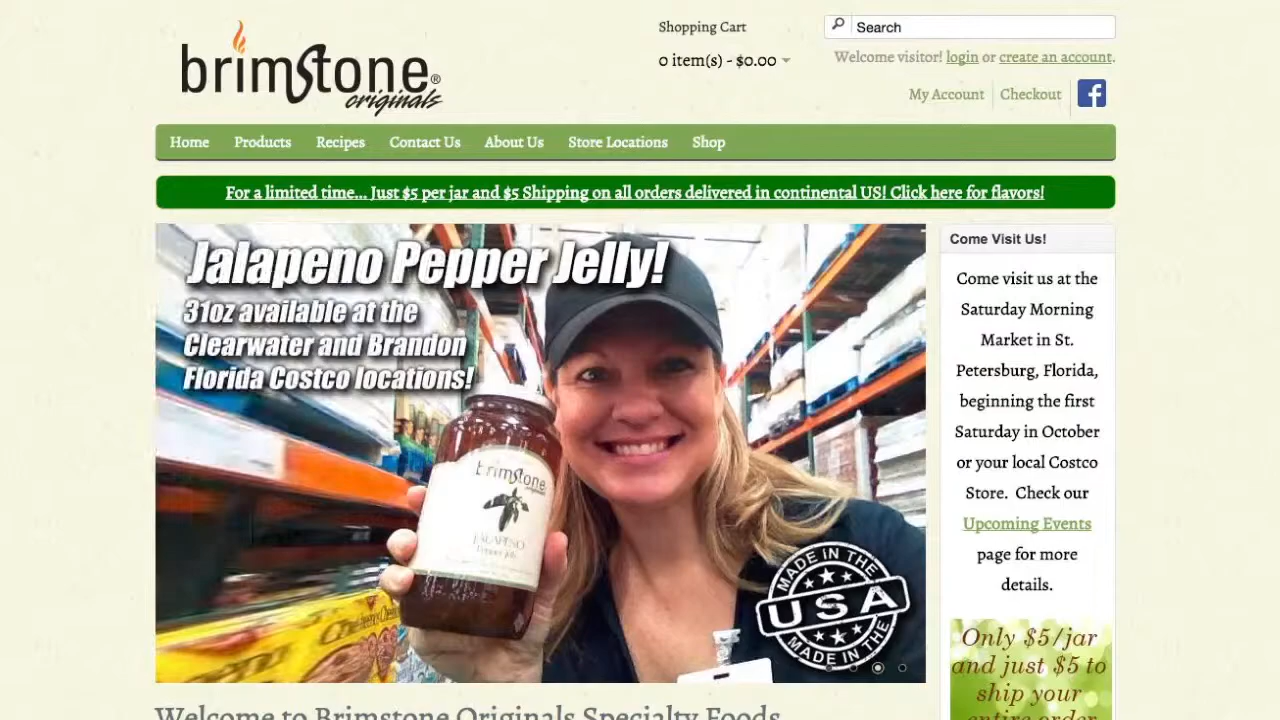 brimstone®
originals
Shopping Cart
0 item(s) - $0.00
Search
Welcome visitor! login or create an account.
My Account
Checkout
Home
Products
Recipes
Contact Us
About Us
Store Locations
Shop
For a limited time... Just $5 per jar and $5 Shipping on all orders delivered in continental US! Click here for flavors!
Jalapeno Pepper Jelly!
31oz available at the
Clearwater and Brandon
Florida Costco locations!
brimstone
originals
JALAPENO
Pepper Jelly
MADE IN THE
USA
MADE IN THE
Come Visit Us!
Come visit us at the
Saturday Morning
Market in St.
Petersburg, Florida,
beginning the first
Saturday in October
or your local Costco
Store. Check our
Upcoming Events
page for more
details.
Only $5/jar
and just $5 to
ship your
entire order
Welcome to Brimstone Originals Specialty Foods